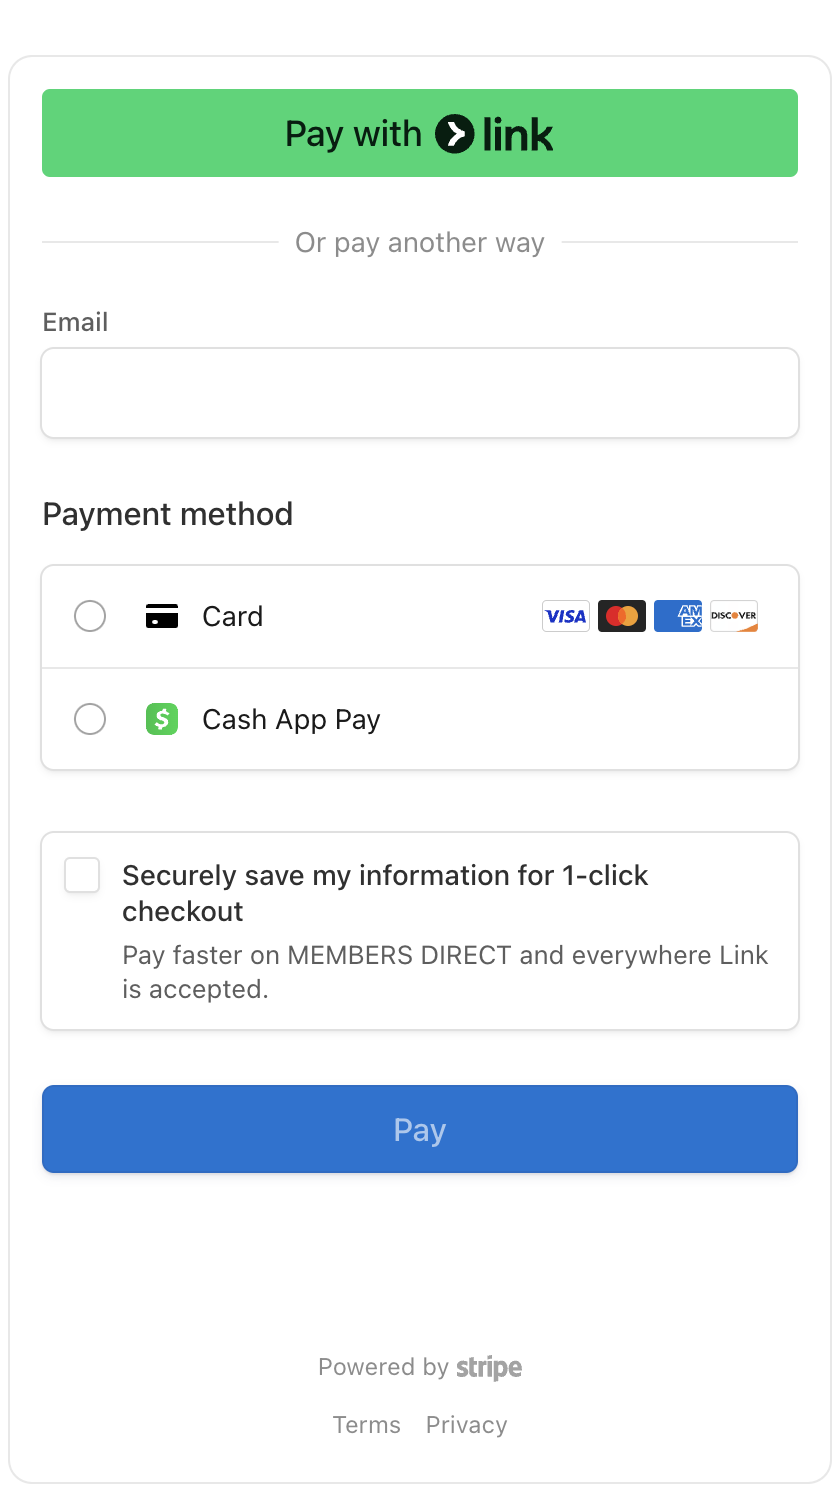 Pay with link
Or pay another way
Email
Payment method
Card VISA AM EX DISCOVER
$ Cash App Pay
Securely save my information for 1-click
checkout
Pay faster on MEMBERS DIRECT and everywhere Link
is accepted.
Pay
Powered by stripe
Terms Privacy